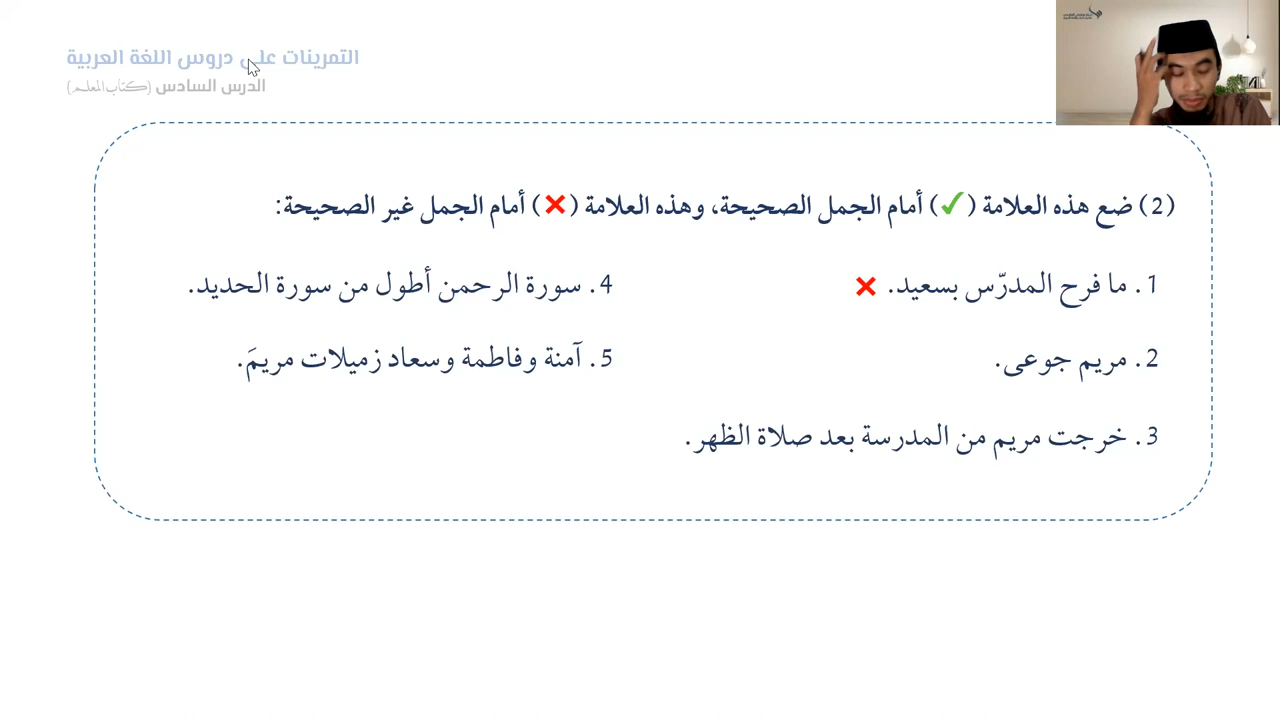 التمرينات على دروس اللغة العربية
الدرس السادس (كتاب المعلم)
(2) ضع هذه العلامة (✓) أمام الجمل الصحيحة، وهذه العلامة (✗) أمام الجمل غير الصحيحة:
1. ما فرح المدرّس بسعيد. ✗
2. مريم جوعى.
3. خرجت مريم من المدرسة بعد صلاة الظهر.
4. سورة الرحمن أطول من سورة الحديد.
5. آمنة وفاطمة وسعاد زميلات مريمَ.